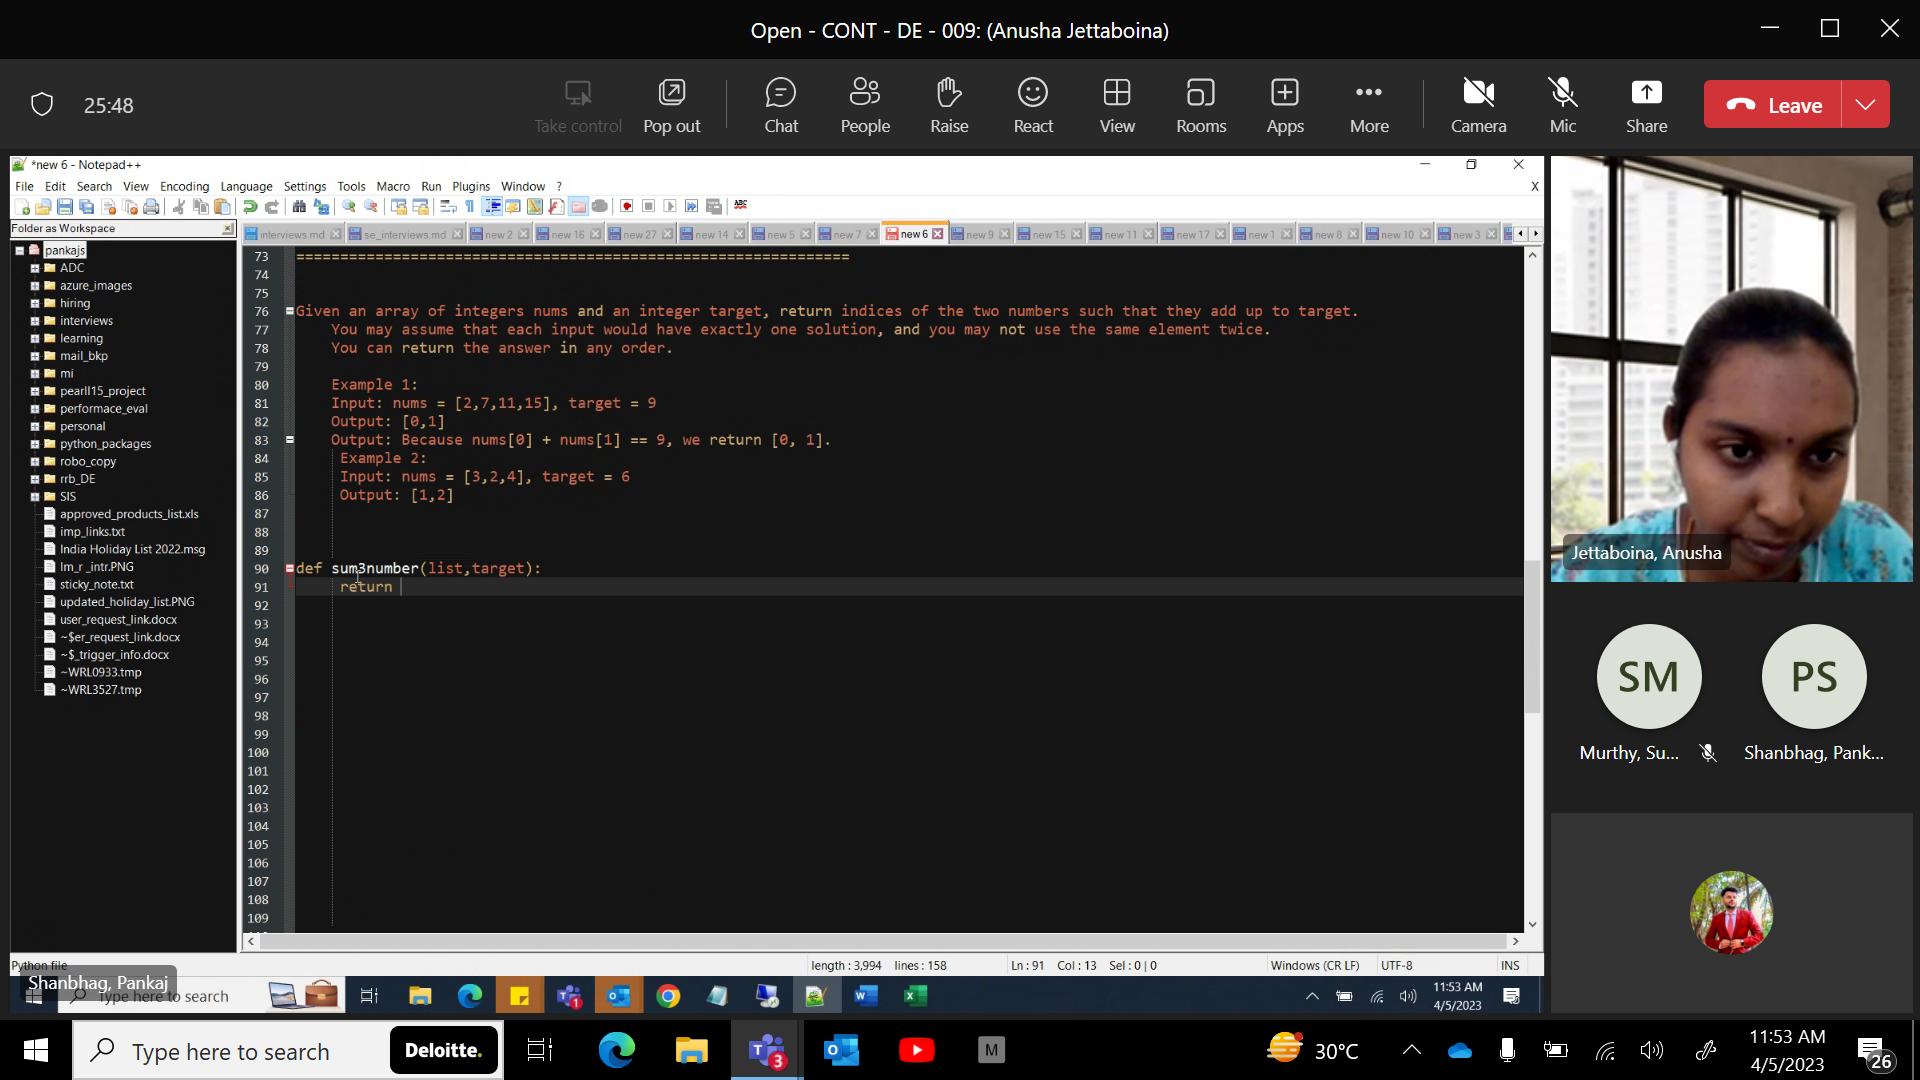 Open - CONT - DE - 009: (Anusha Jettaboina)
25:48
Take control
Pop out
Chat
People
Raise
React
View
Rooms
Apps
More
Camera
Mic
Share
Leave
*new 6 - Notepad++
File Edit Search View Encoding Language Settings Tools Macro Run Plugins Window ? X
Folder as Workspace
interviews.md se_interviews.md new 2 new 16 new 27 new 14 new 5 new 7 new 6 new 9 new 15 new 11 new 17 new 1 new 8 new 10 new 3
pankajs
ADC
azure_images
hiring
interviews
learning
mail_bkp
mi
pearll15_project
performace_eval
personal
python_packages
robo_copy
rrb_DE
SIS
approved_products_list.xls
imp_links.txt
India Holiday List 2022.msg
lm_r _intr.PNG
sticky_note.txt
updated_holiday_list.PNG
user_request_link.docx
~$er_request_link.docx
~$_trigger_info.docx
~WRL0933.tmp
~WRL3527.tmp
73 ===============================================================
74
75
76 Given an array of integers nums and an integer target, return indices of the two numbers such that they add up to target.
77 You may assume that each input would have exactly one solution, and you may not use the same element twice.
78 You can return the answer in any order.
79
80 Example 1:
81 Input: nums = [2,7,11,15], target = 9
82 Output: [0,1]
83 Output: Because nums[0] + nums[1] == 9, we return [0, 1].
84 Example 2:
85 Input: nums = [3,2,4], target = 6
86 Output: [1,2]
87
88
89
90 def sum3number(list,target):
91 return
92
93
94
95
96
97
98
99
100
101
102
103
104
105
106
107
108
109
Python file
length : 3,994 lines : 158
Ln : 91 Col : 13 Sel : 0 | 0
Windows (CR LF)
UTF-8
INS
Shanbhag, Pankaj
Type here to search
11:53 AM
4/5/2023
Jettaboina, Anusha
SM
PS
Murthy, Su...
Shanbhag, Pank...
Type here to search
Deloitte.
3
M
30°C
11:53 AM
4/5/2023
26